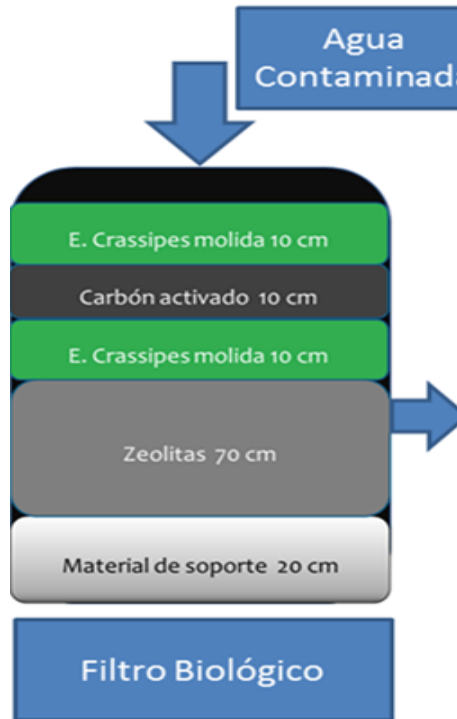 Agua
Contaminada
E. Crassipes molida 10 cm
Carbón activado 10 cm
E. Crassipes molida 10 cm
Zeolitas 70 cm
Material de soporte 20 cm
Filtro Biológico